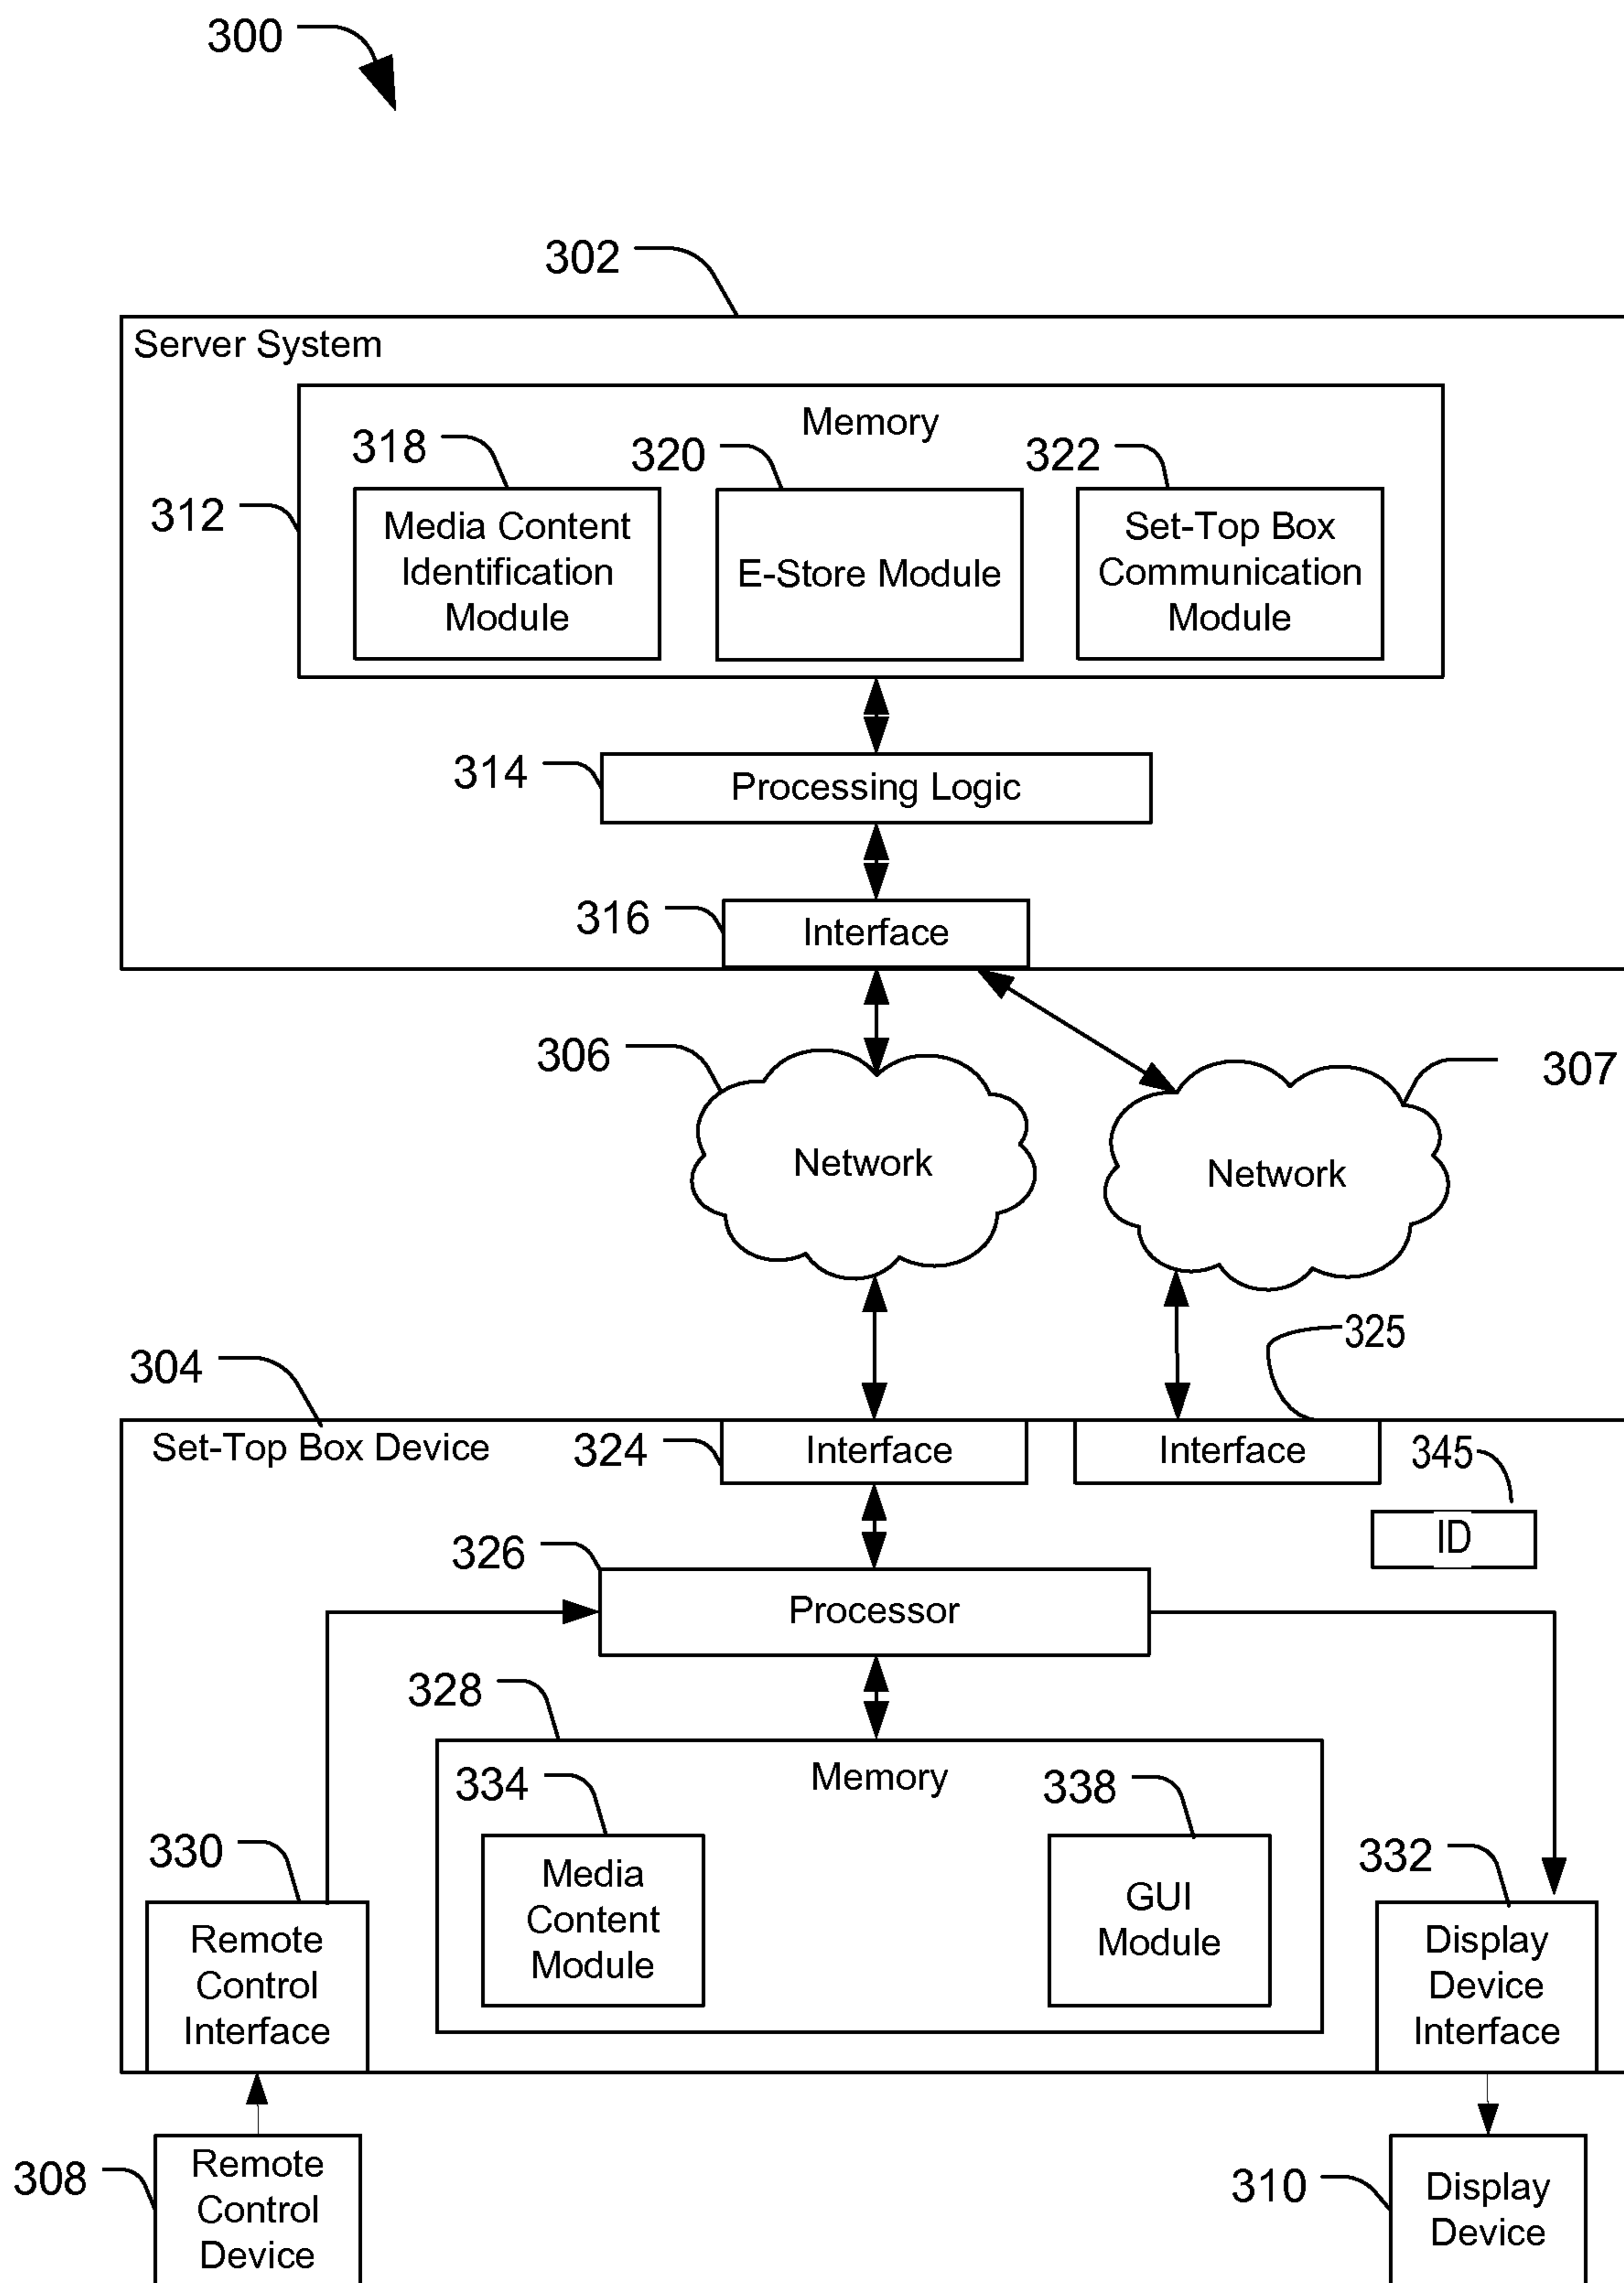 300
302
Server System
Memory
318
320
322
312
Media Content
Identification
Module
E-Store Module
Set-Top Box
Communication
Module
314
Processing Logic
316
Interface
306
307
Network
Network
325
304
Set-Top Box Device
324
Interface
Interface
345
ID
326
Processor
328
Memory
334
338
Media
Content
Module
GUI
Module
330
332
Remote
Control
Interface
Display
Device
Interface
308
Remote
Control
Device
310
Display
Device